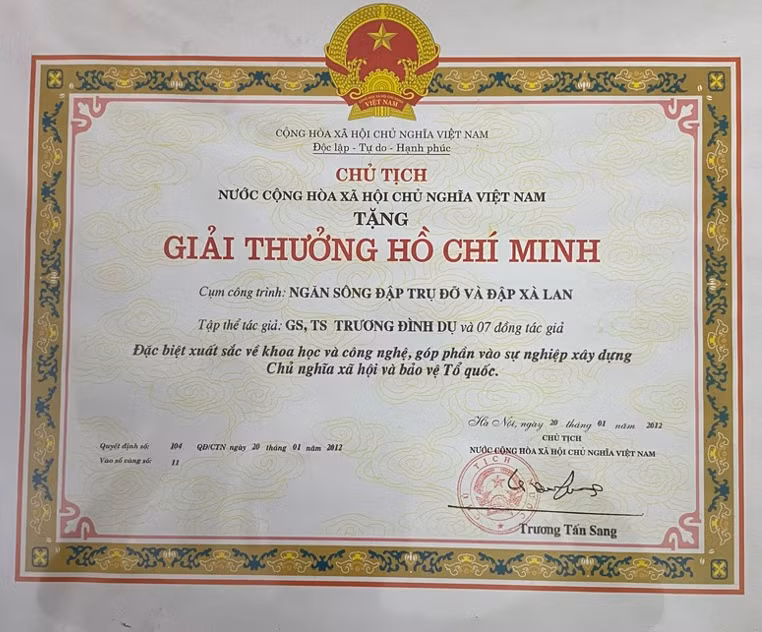 VIỆT NAM
CỘNG HÒA XÃ HỘI CHỦ NGHĨA VIỆT NAM
Độc lập - Tự do - Hạnh phúc
CHỦ TỊCH
NƯỚC CỘNG HÒA XÃ HỘI CHỦ NGHĨA VIỆT NAM
TẶNG
GIẢI THƯỞNG HỒ CHÍ MINH
Cụm công trình: NGĂN SÔNG ĐẬP TRỤ ĐỠ VÀ ĐẬP XÀ LAN
Tập thể tác giả: GS, TS TRƯƠNG ĐÌNH DỤ và 07 đồng tác giả
Đặc biệt xuất sắc về khoa học và công nghệ, góp phần vào sự nghiệp xây dựng
Chủ nghĩa xã hội và bảo vệ Tổ quốc.
Quyết định số: 104 QĐ/CTN ngày 20 tháng 01 năm 2012
Vào sổ vàng số: 11
Hà Nội, ngày 20 tháng 01 năm 2012
CHỦ TỊCH
NƯỚC CỘNG HÒA XÃ HỘI CHỦ NGHĨA VIỆT NAM
CHỦ TỊCH NƯỚC
Trương Tấn Sang